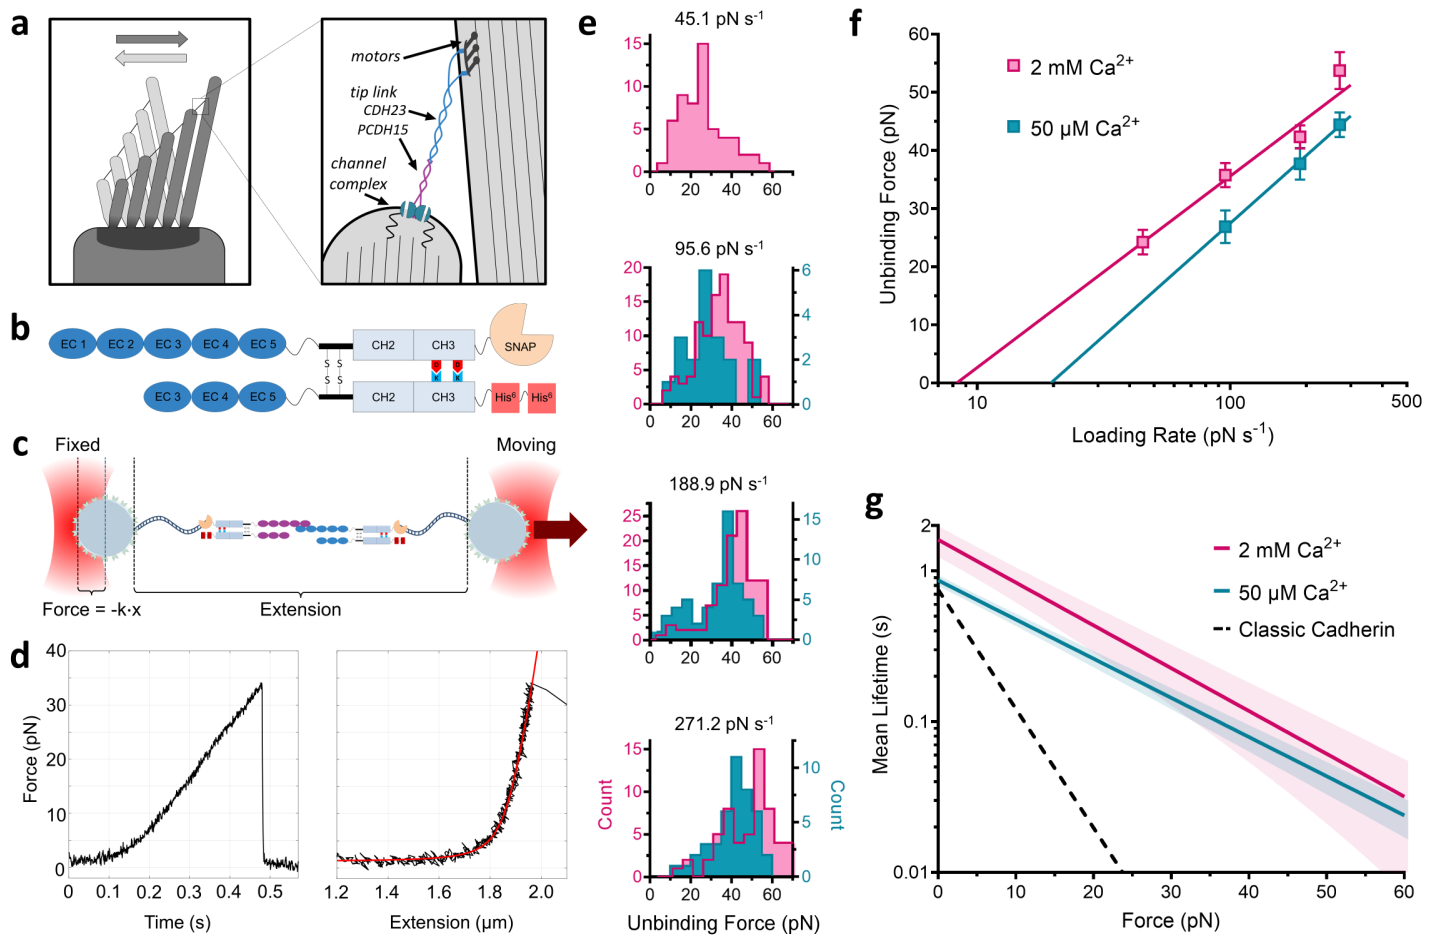 a
motors
tip link
CDH23
PCDH15
channel
complex
b
EC 1
EC 2
EC 3
EC 4
EC 5
CH2
CH3
SNAP
S S
S S
D D
K K
EC 3
EC 4
EC 5
CH2
CH3
His⁶
His⁶
c
Fixed
Moving
Force = -k·x
Extension
d
Force (pN)
40
30
20
10
0
0 0.1 0.2 0.3 0.4 0.5
Time (s)
1.2 1.4 1.6 1.8 2.0
Extension (µm)
e
45.1 pN s⁻¹
15
10
5
0
0 20 40 60
95.6 pN s⁻¹
20
15
10
5
0
6
4
2
0
0 20 40 60
188.9 pN s⁻¹
25
20
15
10
5
0
15
10
5
0
0 20 40 60
271.2 pN s⁻¹
Count
15
10
5
0
10
5
0
Count
0 20 40 60
Unbinding Force (pN)
f
Unbinding Force (pN)
60
50
40
30
20
10
0
2 mM Ca²⁺
50 µM Ca²⁺
10 100 500
Loading Rate (pN s⁻¹)
g
Mean Lifetime (s)
2
1
0.1
0.01
2 mM Ca²⁺
50 µM Ca²⁺
Classic Cadherin
0 10 20 30 40 50 60
Force (pN)